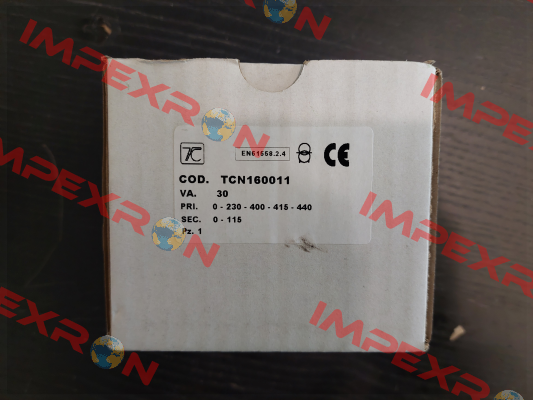 IMPEXRON
IMPEXRON
TC
EN61558.2.4
CE
COD. TCN160011
VA. 30
PRI. 0 - 230 - 400 - 415 - 440
SEC. 0 - 115
Pz. 1
IMPEXRON
IMPEXRON
IMPEXRON